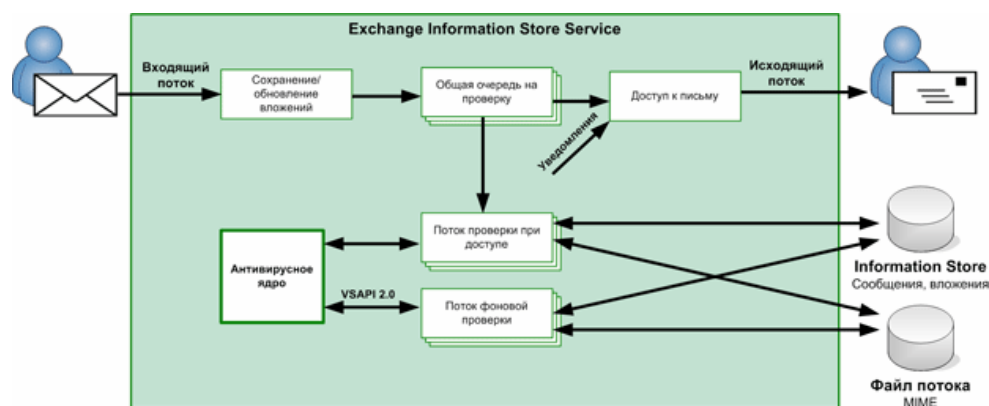 Exchange Information Store Service
Входящий
поток
Сохранение/
обновление
вложений
Общая очередь на
проверку
Доступ к письму
Исходящий
поток
Уведомления
Поток проверки при
доступе
Антивирусное
ядро
VSAPI 2.0
Поток фоновой
проверки
Information Store
Сообщения, вложения
Файл потока
MIME